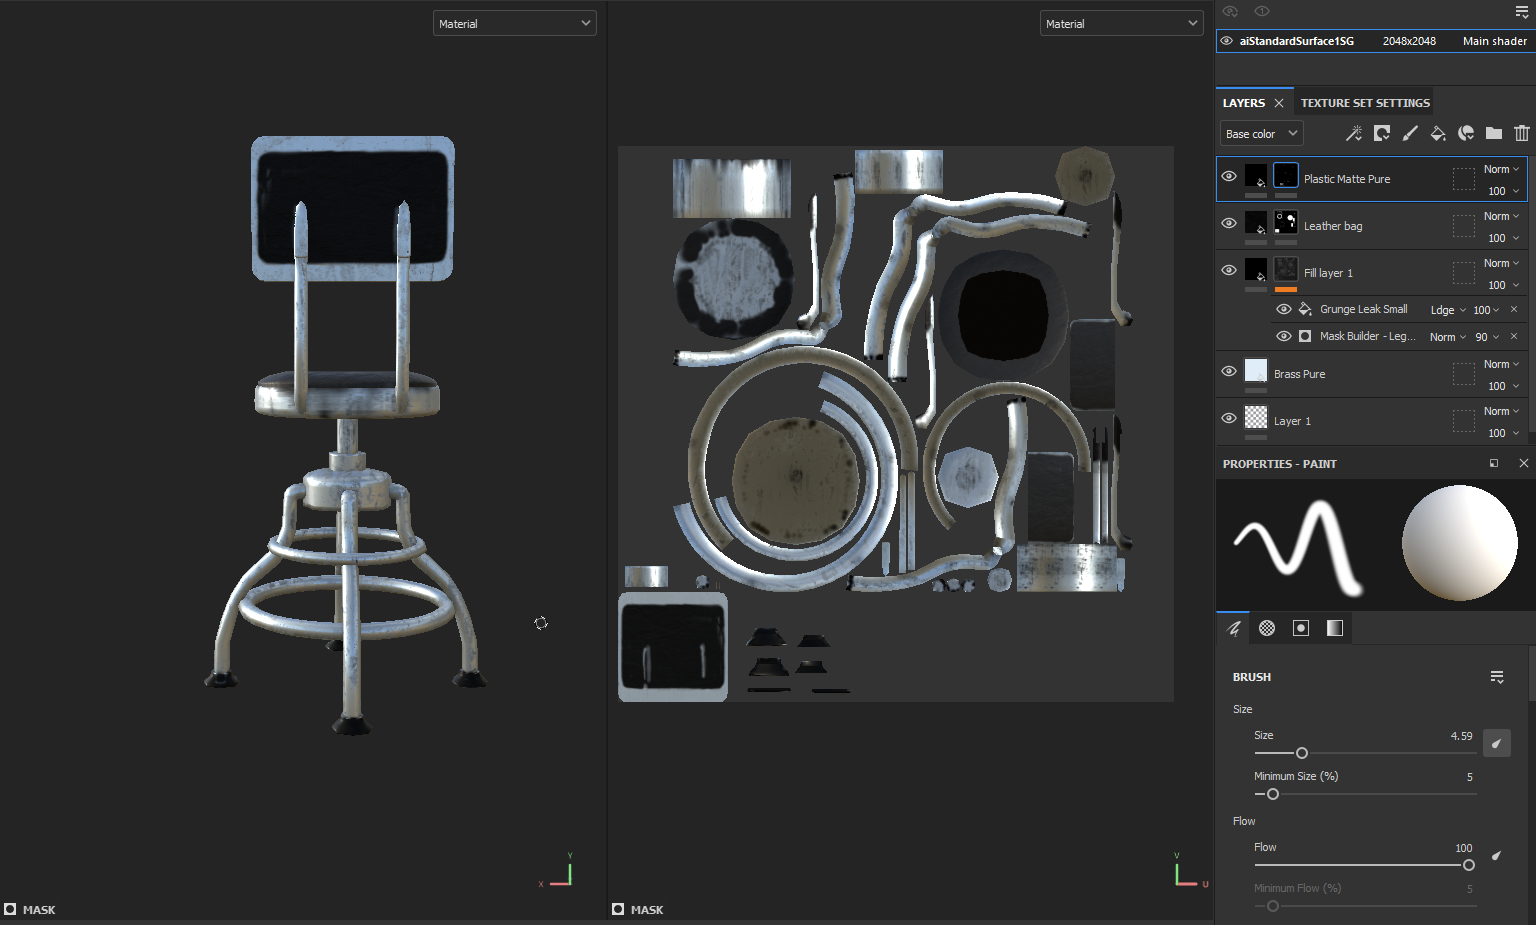 Material
Material
aiStandardSurface1SG 2048x2048 Main shader
LAYERS TEXTURE SET SETTINGS
Base color
Plastic Matte Pure Norm 100
Leather bag Norm 100
Fill layer 1 Norm 100
Grunge Leak Small Ldge 100
Mask Builder - Leg... Norm 90
Brass Pure Norm 100
Layer 1 Norm 100
PROPERTIES - PAINT
BRUSH
Size
Size 4.59
Minimum Size (%) 5
Flow
Flow 100
Minimum Flow (%) 5
Y
X
V
U
MASK
MASK